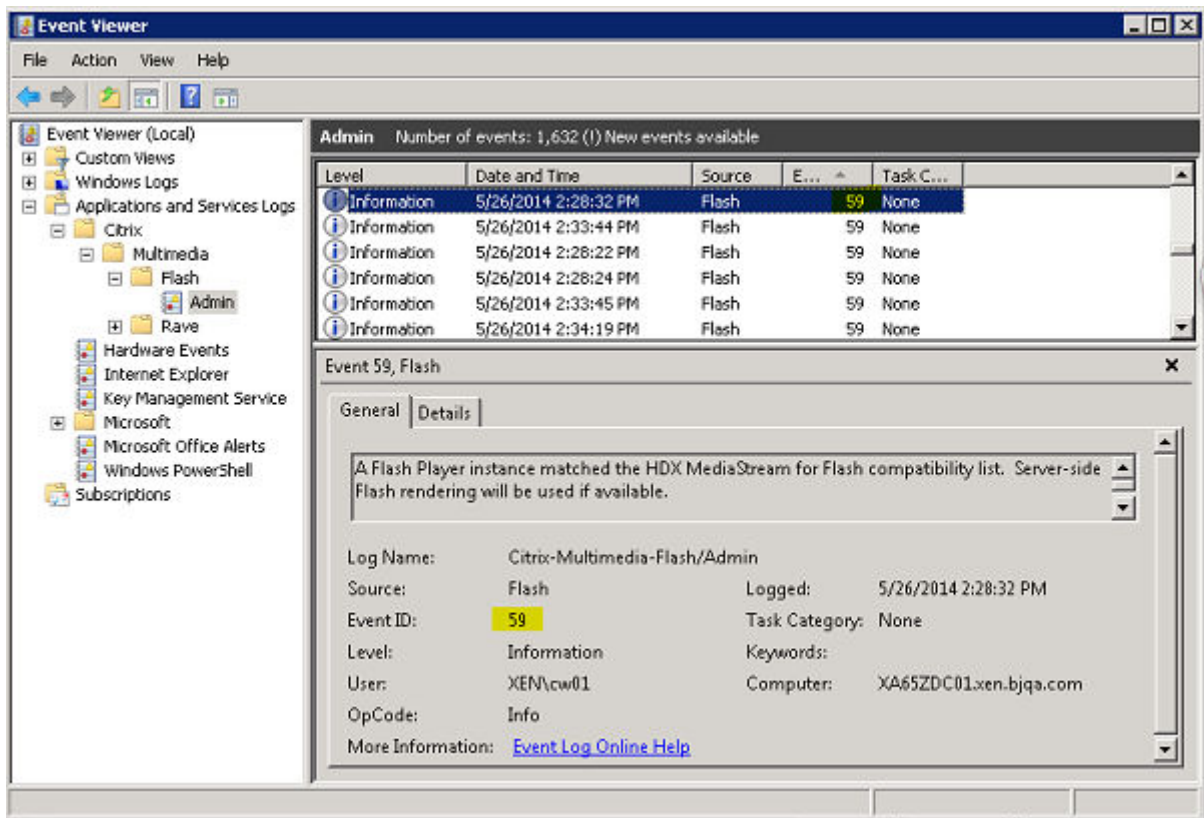 Event Viewer
File Action View Help
Event Viewer (Local)
Custom Views
Windows Logs
Applications and Services Logs
Citrix
Multimedia
Flash
Admin
Rave
Hardware Events
Internet Explorer
Key Management Service
Microsoft
Microsoft Office Alerts
Windows PowerShell
Subscriptions
Admin Number of events: 1,632 (!) New events available
Level Date and Time Source E... Task C...
Information 5/26/2014 2:28:32 PM Flash 59 None
Information 5/26/2014 2:33:44 PM Flash 59 None
Information 5/26/2014 2:28:22 PM Flash 59 None
Information 5/26/2014 2:28:24 PM Flash 59 None
Information 5/26/2014 2:33:45 PM Flash 59 None
Information 5/26/2014 2:34:19 PM Flash 59 None
Event 59, Flash
General Details
A Flash Player instance matched the HDX MediaStream for Flash compatibility list. Server-side
Flash rendering will be used if available.
Log Name: Citrix-Multimedia-Flash/Admin
Source: Flash Logged: 5/26/2014 2:28:32 PM
Event ID: 59 Task Category: None
Level: Information Keywords:
User: XEN\cw01 Computer: XA65ZDC01.xen.bjqa.com
OpCode: Info
More Information: Event Log Online Help